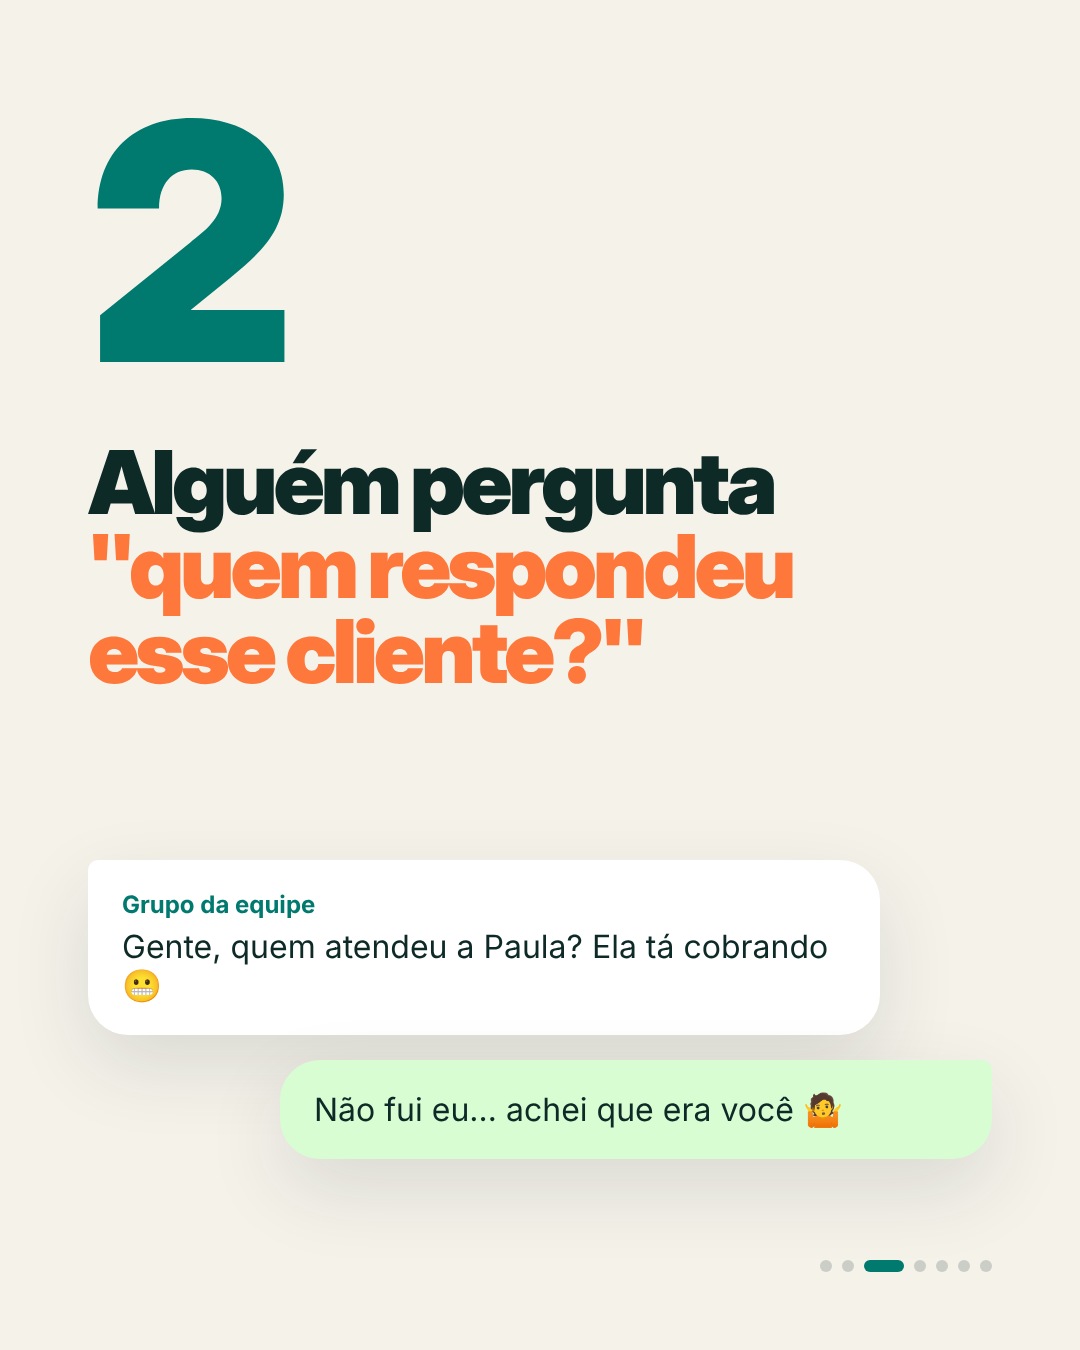 2
Alguém pergunta
"quem respondeu
esse cliente?"
Grupo da equipe
Gente, quem atendeu a Paula? Ela tá cobrando
😬
Não fui eu... achei que era você 🤷